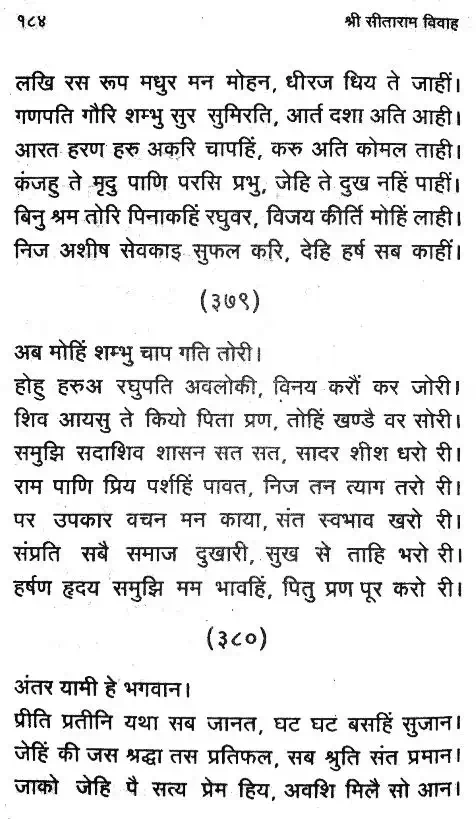 १८४ श्री सीताराम विवाह
लखि रस रूप मधुर मन मोहन, धीरज धिय ते जाहीं।
गणपति गौरि शम्भु सुर सुमिरति, आर्त दशा अति आही।
आरत हरण हरु अकरि चापहिं, करु अति कोमल ताही।
कंजहु ते मृदु पाणि परसि प्रभु, जेहि ते दुख नहिं पाहीं।
बिनु श्रम तोरि पिनाकहिं रघुवर, विजय कीर्ति मोहिं लाही।
निज अशीष सेवकाइ सुफल करि, देहि हर्ष सब काहीं।
(३७९)
अब मोहिं शम्भु चाप गति तोरी।
होहु हरुअ रघुपति अवलोकी, विनय करौं कर जोरी।
शिव आयसु ते कियो पिता प्रण, तोहिं खण्डै वर सोरी।
समुझि सदाशिव शासन सत सत, सादर शीश धरो री।
राम पाणि प्रिय पर्शहिं पावत, निज तन त्याग तरो री।
पर उपकार वचन मन काया, संत स्वभाव खरो री।
संप्रति सबै समाज दुखारी, सुख से ताहि भरो री।
हर्षण हृदय समुझि मम भावहिं, पितु प्रण पूर करो री।
(३८०)
अंतर यामी हे भगवान।
प्रीति प्रतीनि यथा सब जानत, घट घट बसहिं सुजान।
जेहिं की जस श्रद्धा तस प्रतिफल, सब श्रुति संत प्रमान।
जाको जेहि पै सत्य प्रेम हिय, अवशि मिलै सो आन।